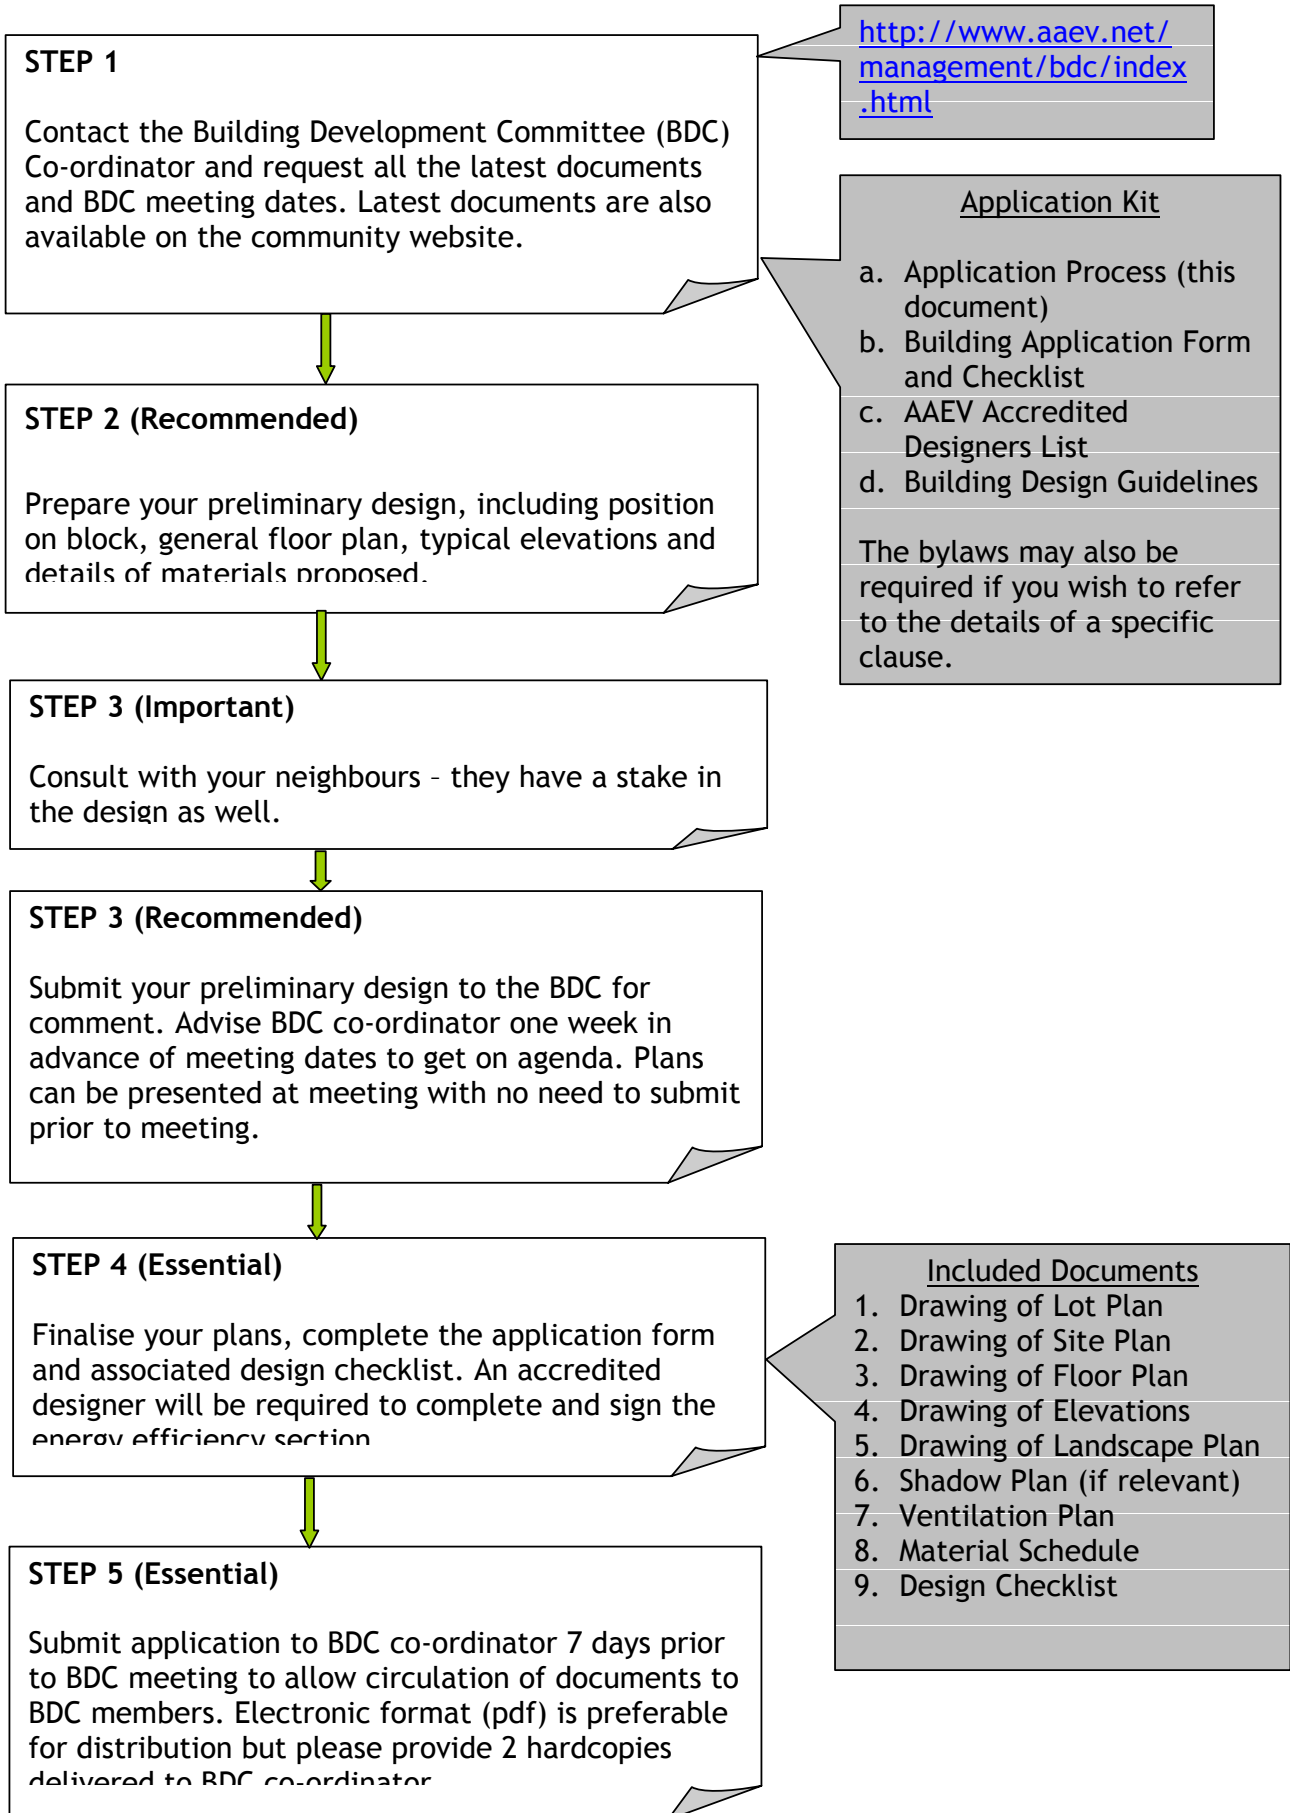 STEP 1
Contact the Building Development Committee (BDC)
Co-ordinator and request all the latest documents
and BDC meeting dates. Latest documents are also
available on the community website.
http://www.aaev.net/
management/bdc/index
.html
Application Kit
a. Application Process (this
document)
b. Building Application Form
and Checklist
c. AAEV Accredited
Designers List
d. Building Design Guidelines
The bylaws may also be
required if you wish to refer
to the details of a specific
clause.
STEP 2 (Recommended)
Prepare your preliminary design, including position
on block, general floor plan, typical elevations and
details of materials proposed.
STEP 3 (Important)
Consult with your neighbours – they have a stake in
the design as well.
STEP 3 (Recommended)
Submit your preliminary design to the BDC for
comment. Advise BDC co-ordinator one week in
advance of meeting dates to get on agenda. Plans
can be presented at meeting with no need to submit
prior to meeting.
STEP 4 (Essential)
Finalise your plans, complete the application form
and associated design checklist. An accredited
designer will be required to complete and sign the
energy efficiency section
Included Documents
1. Drawing of Lot Plan
2. Drawing of Site Plan
3. Drawing of Floor Plan
4. Drawing of Elevations
5. Drawing of Landscape Plan
6. Shadow Plan (if relevant)
7. Ventilation Plan
8. Material Schedule
9. Design Checklist
STEP 5 (Essential)
Submit application to BDC co-ordinator 7 days prior
to BDC meeting to allow circulation of documents to
BDC members. Electronic format (pdf) is preferable
for distribution but please provide 2 hardcopies
delivered to BDC co-ordinator